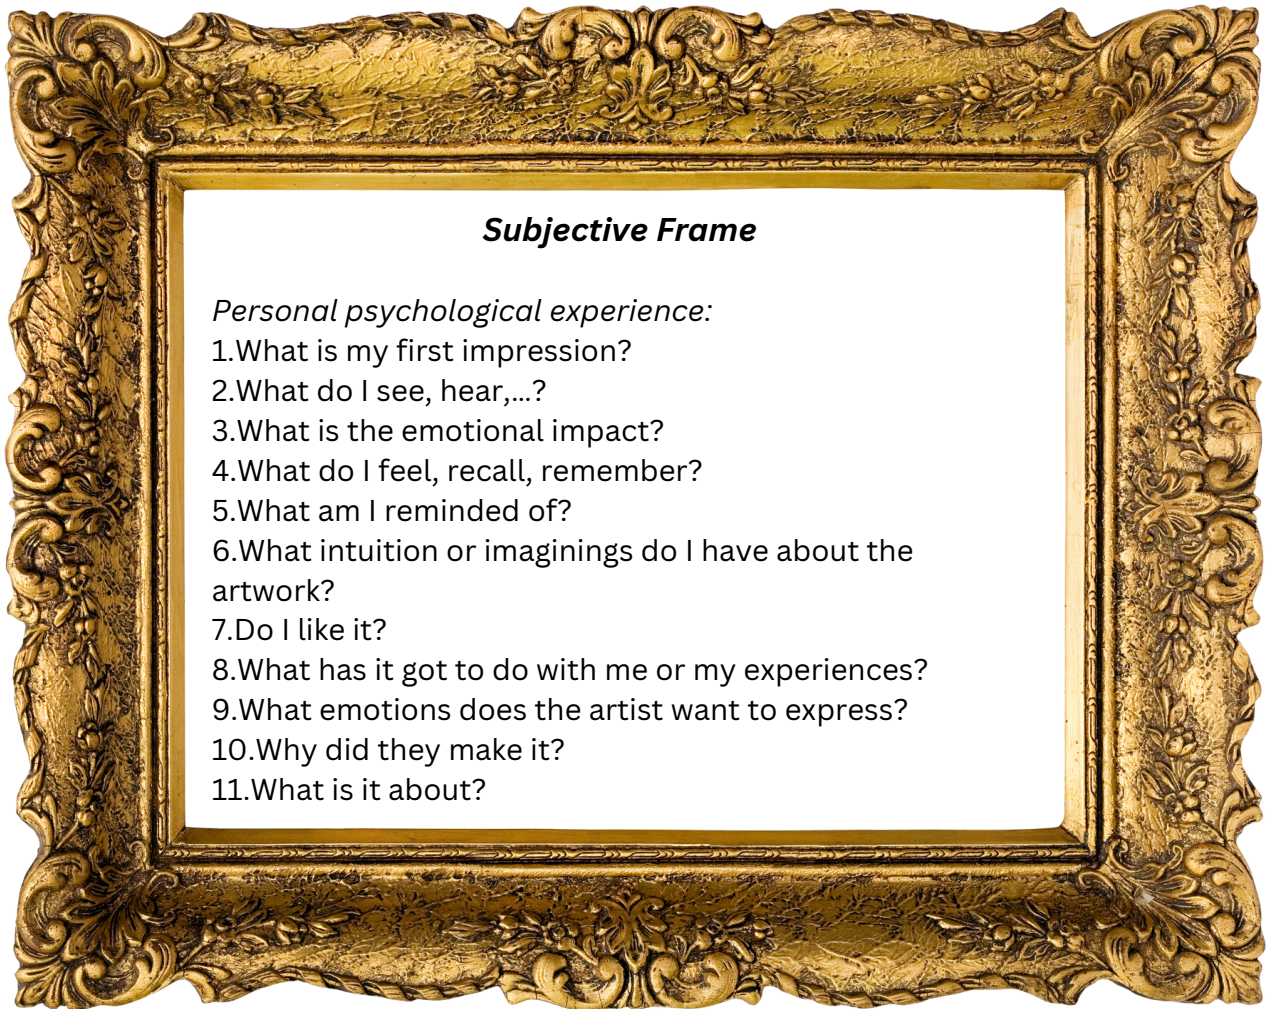 Subjective Frame
Personal psychological experience:
1.What is my first impression?
2.What do I see, hear,...?
3.What is the emotional impact?
4.What do I feel, recall, remember?
5.What am I reminded of?
6.What intuition or imaginings do I have about the
artwork?
7.Do I like it?
8.What has it got to do with me or my experiences?
9.What emotions does the artist want to express?
10.Why did they make it?
11.What is it about?